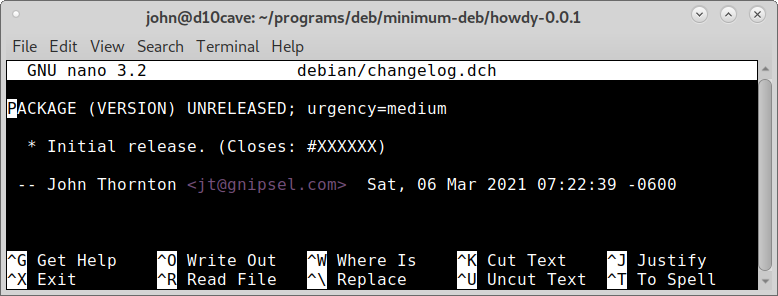 john@d10cave: ~/programs/deb/minimum-deb/howdy-0.0.1
File Edit View Search Terminal Help
GNU nano 3.2 debian/changelog.dch
PACKAGE (VERSION) UNRELEASED; urgency=medium
* Initial release. (Closes: #XXXXXX)
-- John Thornton <jt@gnipsel.com> Sat, 06 Mar 2021 07:22:39 -0600
^G Get Help ^O Write Out ^W Where Is ^K Cut Text ^J Justify
^X Exit ^R Read File ^\ Replace ^U Uncut Text ^T To Spell